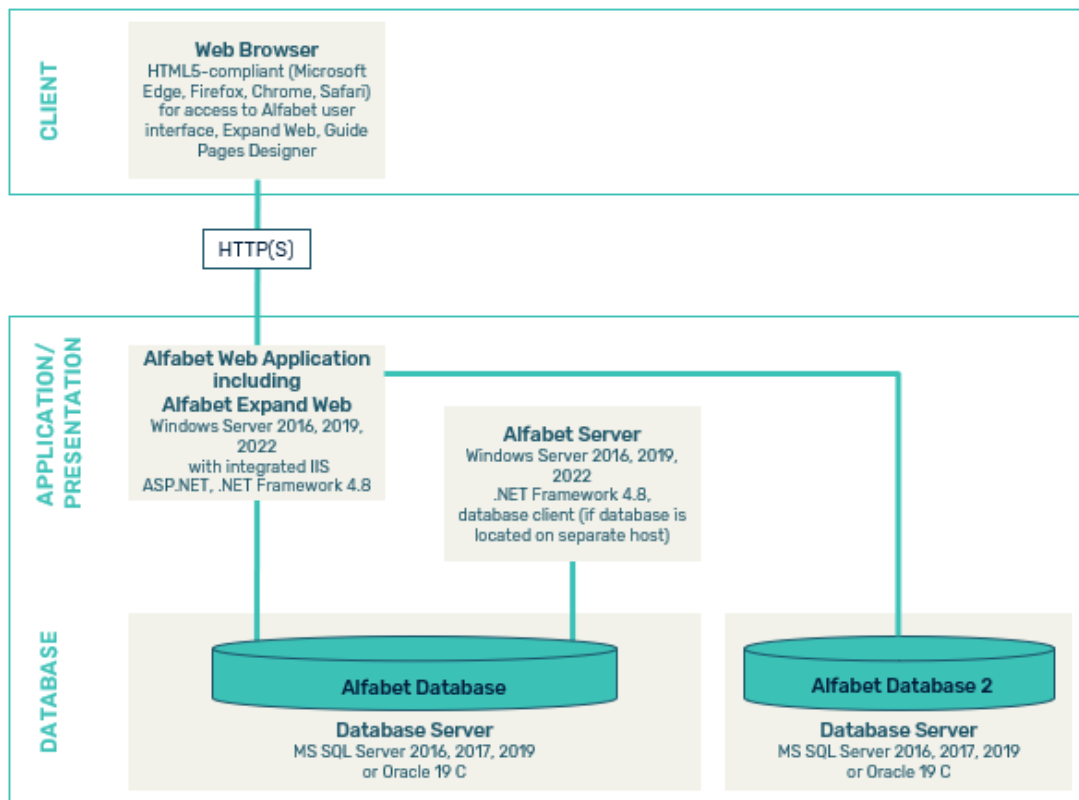 CLIENT
Web Browser
HTML5-compliant (Microsoft
Edge, Firefox, Chrome, Safari)
for access to Alfabet user
interface, Expand Web, Guide
Pages Designer
HTTP(S)
APPLICATION/
PRESENTATION
Alfabet Web Application
including
Alfabet Expand Web
Windows Server 2016, 2019,
2022
with integrated IIS
ASP.NET, .NET Framework 4.8
Alfabet Server
Windows Server 2016, 2019,
2022
.NET Framework 4.8,
database client (if database is
located on separate host)
DATABASE
Alfabet Database
Database Server
MS SQL Server 2016, 2017, 2019
or Oracle 19 C
Alfabet Database 2
Database Server
MS SQL Server 2016, 2017, 2019
or Oracle 19 C